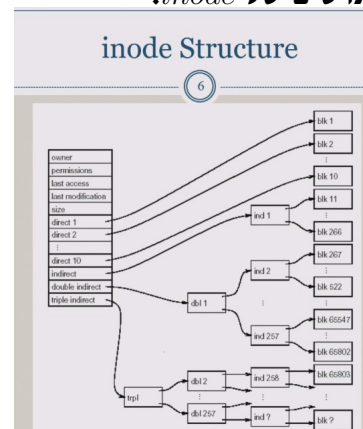 inode
inode Structure
6
owner
permissions
last access
last modification
size
direct 1
direct 2
⋮
direct 10
indirect
double indirect
triple indirect
blk 1
blk 2
⋮
blk 10
ind 1
blk 11
⋮
blk 266
dbl 1
ind 2
blk 267
⋮
blk 522
⋮
ind 257
blk 65547
⋮
blk 65802
trpl
dbl 2
ind 258
blk 65803
⋮
⋮
⋮
dbl 257
ind ?
blk ?